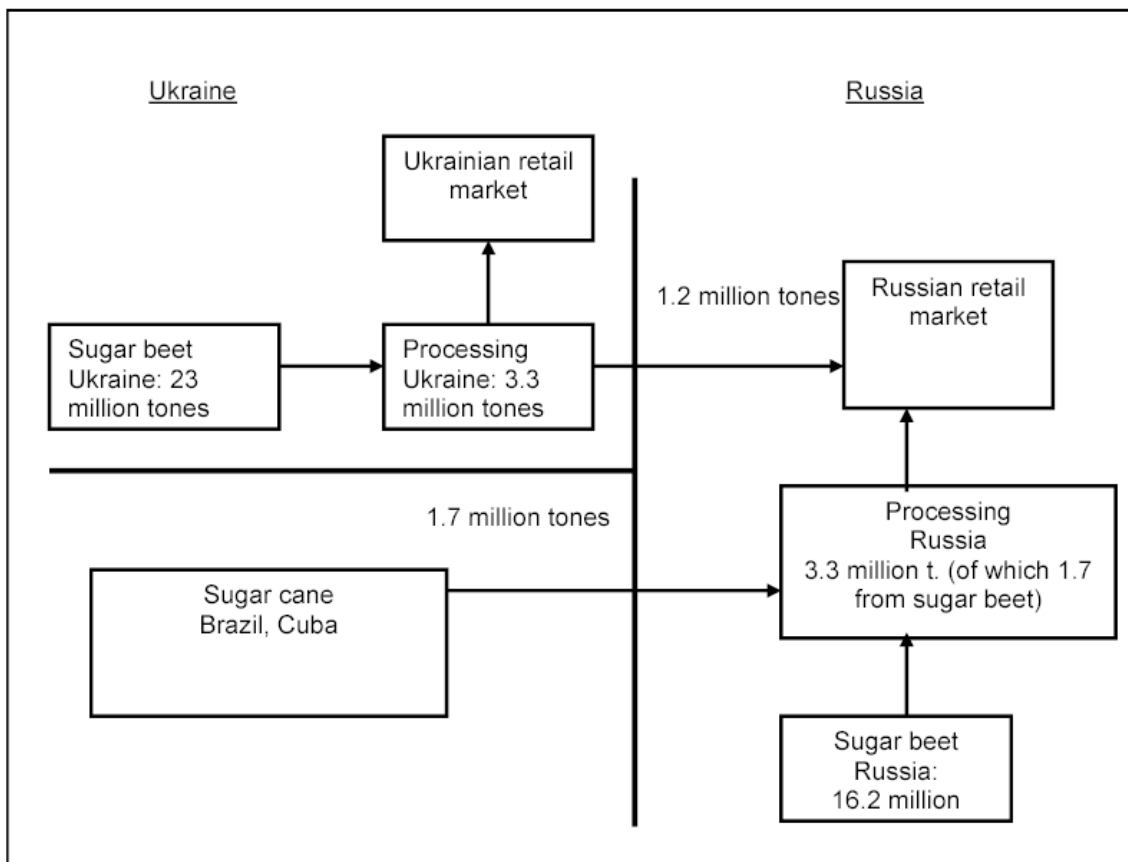 Ukraine
Russia
Ukrainian retail
market
1.2 million tones
Russian retail
market
Sugar beet
Ukraine: 23
million tones
Processing
Ukraine: 3.3
million tones
1.7 million tones
Processing
Russia
3.3 million t. (of which 1.7
from sugar beet)
Sugar cane
Brazil, Cuba
Sugar beet
Russia:
16.2 million